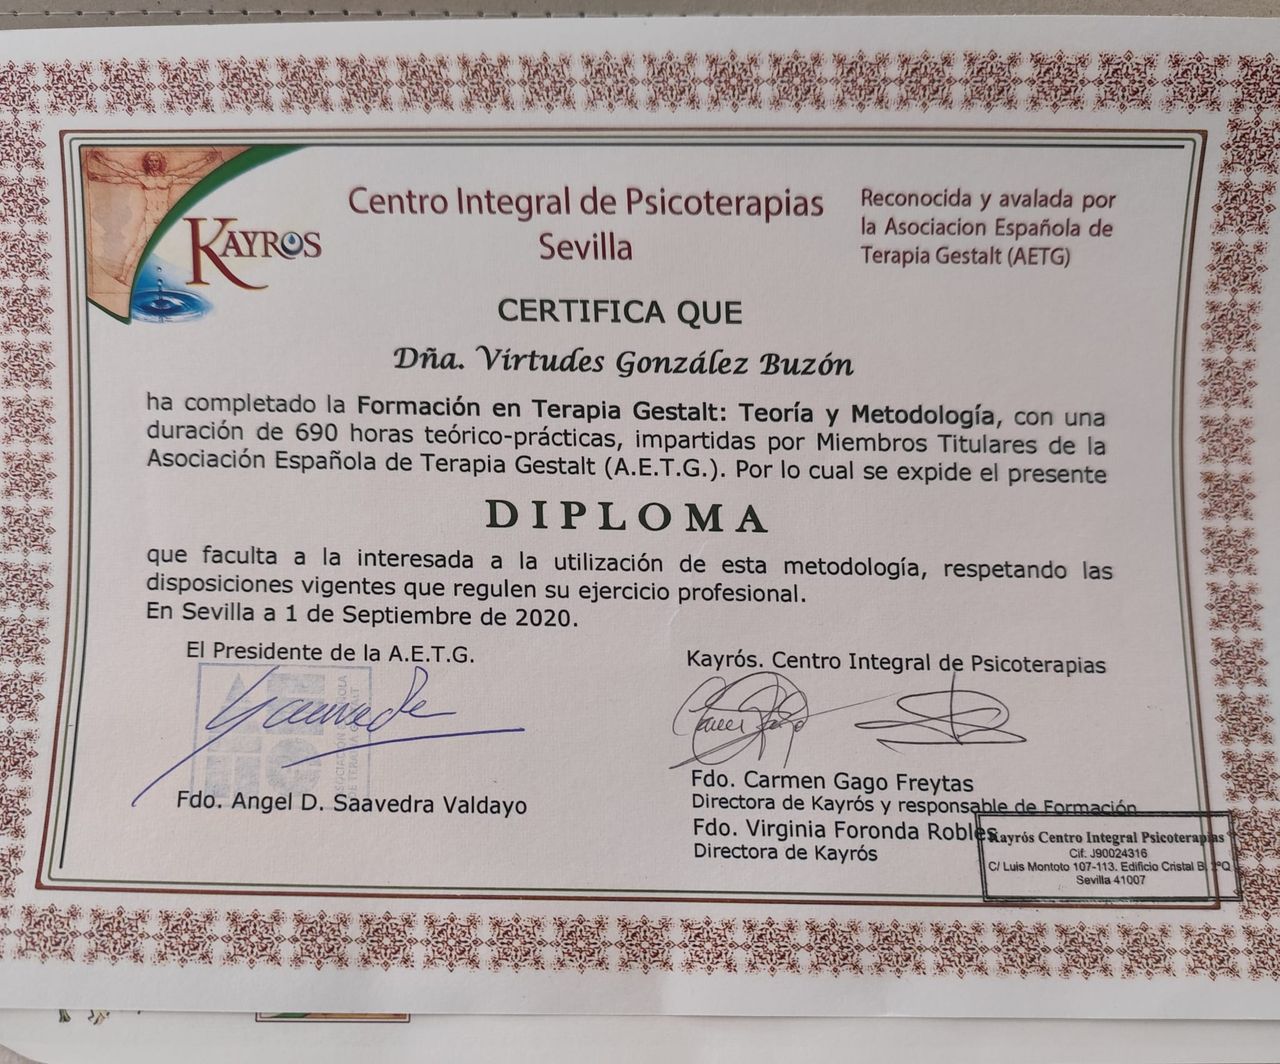 KAYROS
Centro Integral de Psicoterapias
Sevilla
Reconocida y avalada por
la Asociacion Española de
Terapia Gestalt (AETG)
CERTIFICA QUE
Dña. Virtudes González Buzón
ha completado la Formación en Terapia Gestalt: Teoría y Metodología, con una
duración de 690 horas teórico-prácticas, impartidas por Miembros Titulares de la
Asociación Española de Terapia Gestalt (A.E.T.G.). Por lo cual se expide el presente
DIPLOMA
que faculta a la interesada a la utilización de esta metodología, respetando las
disposiciones vigentes que regulen su ejercicio profesional.
En Sevilla a 1 de Septiembre de 2020.
El Presidente de la A.E.T.G.
Fdo. Angel D. Saavedra Valdayo
Kayrós. Centro Integral de Psicoterapias
Fdo. Carmen Gago Freytas
Directora de Kayrós y responsable de Formación
Fdo. Virginia Foronda Robles
Directora de Kayrós
Kayrós Centro Integral Psicoterapias
Cif. J90024316
C/ Luis Montoto 107-113. Edificio Cristal B, 2ºQ
Sevilla 41007